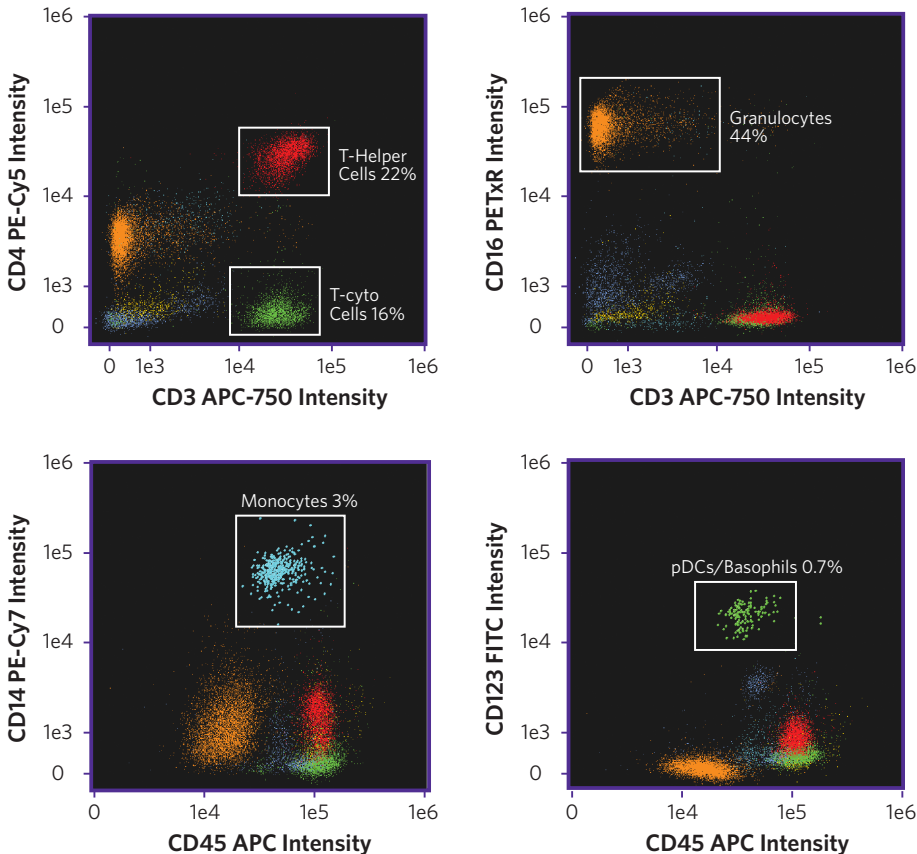 1e6
1e5
1e4
1e3
0
CD4 PE-Cy5 Intensity
T-Helper
Cells 22%
T-cyto
Cells 16%
0 1e3 1e4 1e5 1e6
CD3 APC-750 Intensity
1e6
1e5
1e4
1e3
0
CD16 PETxR Intensity
Granulocytes
44%
0 1e3 1e4 1e5 1e6
CD3 APC-750 Intensity
1e6
1e5
1e4
1e3
0
CD14 PE-Cy7 Intensity
Monocytes 3%
0 1e4 1e5 1e6
CD45 APC Intensity
1e6
1e5
1e4
1e3
0
CD123 FITC Intensity
pDCs/Basophils 0.7%
0 1e4 1e5 1e6
CD45 APC Intensity